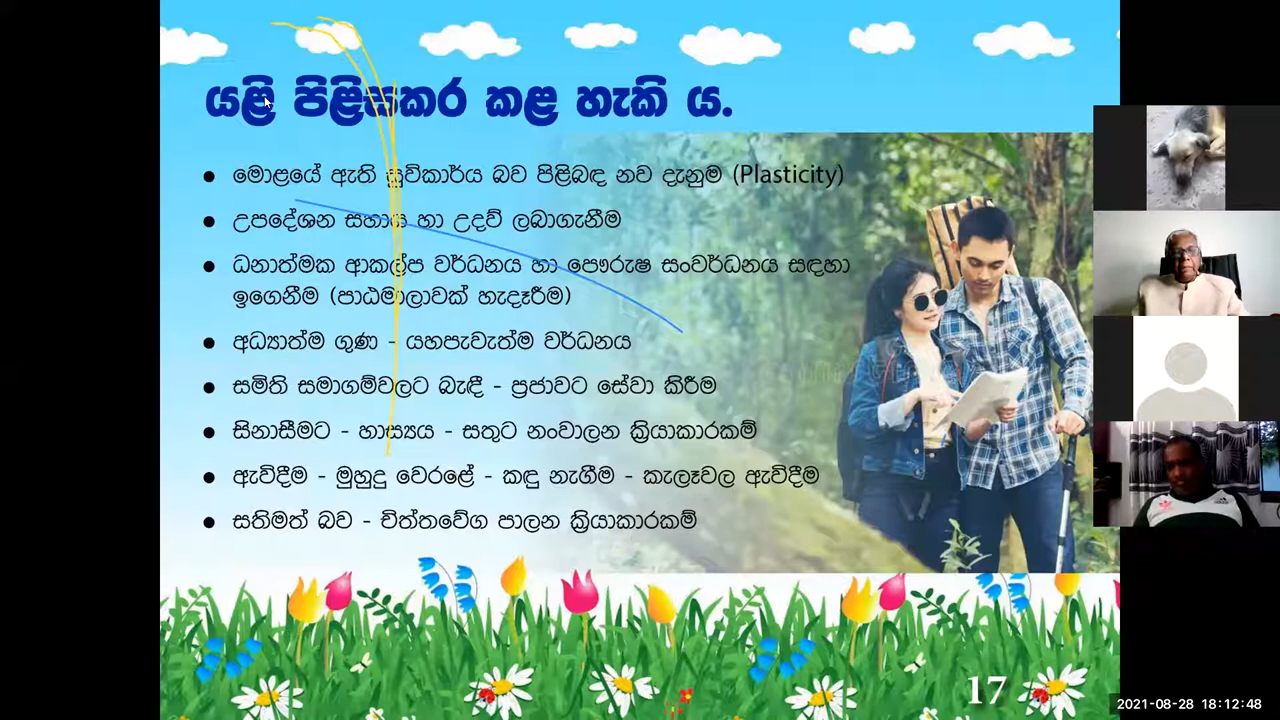 යළි පිළිසකර කළ හැකි ය.
• මොළයේ ඇති සුවිකාර්ය බව පිළිබඳ නව දැනුම (Plasticity)
• උපදේශන සහාය හා උදව් ලබාගැනීම
• ධනාත්මක ආකල්ප වර්ධනය හා පෞරුෂ සංවර්ධනය සඳහා
ඉගෙනීම (පාඨමාලාවක් හැදෑරීම)
• අධ්‍යාත්ම ගුණ - යහපැවැත්ම වර්ධනය
• සමිති සමාගම්වලට බැඳී - ප්‍රජාවට සේවා කිරීම
• සිනාසීමට - හාස්‍යය - සතුට නංවාලන ක්‍රියාකාරකම්
• ඇවිදීම - මුහුදු වෙරළේ - කඳු නැගීම - කැලෑවල ඇවිදීම
• සතිමත් බව - චිත්තවේග පාලන ක්‍රියාකාරකම්
17
2021-08-28 18:12:48